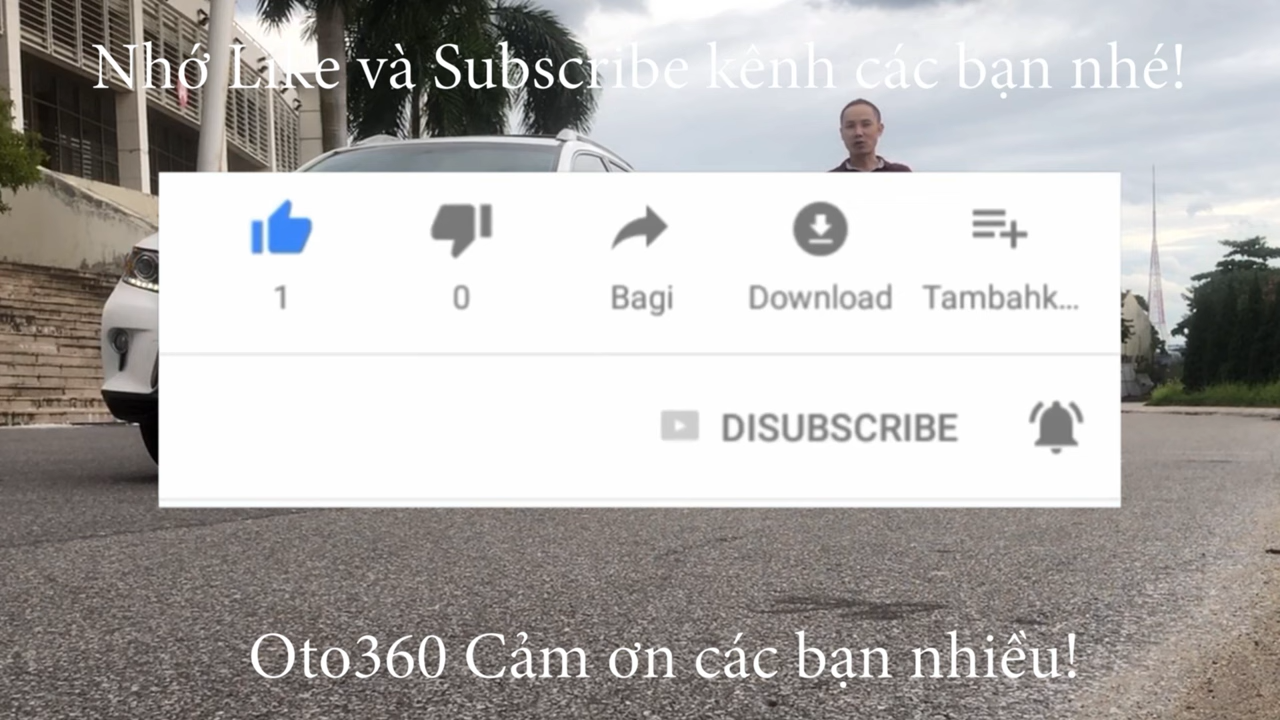 Nhớ Like và Subscribe kênh các bạn nhé!
1 0 Bagi Download Tambahk...
DISUBSCRIBE
Oto360 Cảm ơn các bạn nhiều!